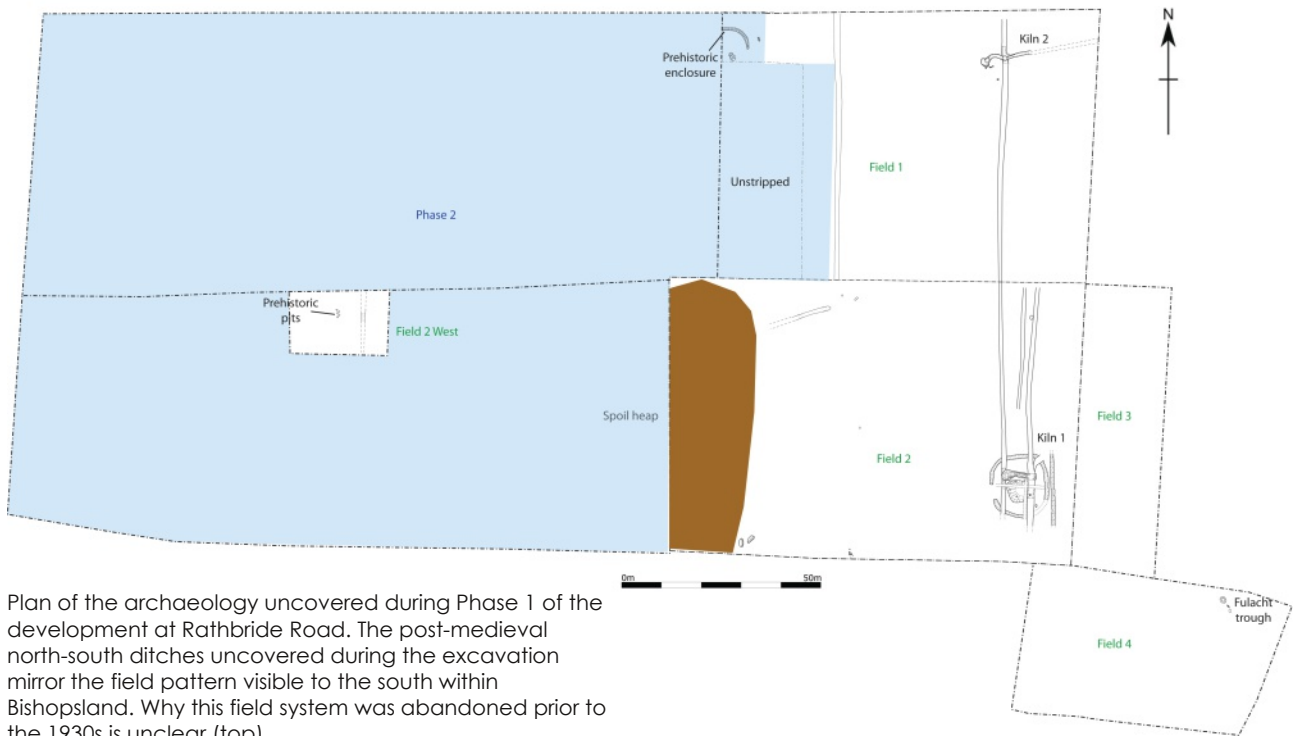 N
Kiln 2
Prehistoric
enclosure
Field 1
Unstripped
Phase 2
Prehistoric
pits
Field 2 West
Spoil heap
Field 3
Kiln 1
Field 2
0m
50m
Fulacht
trough
Field 4
Plan of the archaeology uncovered during Phase 1 of the
development at Rathbride Road. The post-medieval
north-south ditches uncovered during the excavation
mirror the field pattern visible to the south within
Bishopsland. Why this field system was abandoned prior to
the 1930s is unclear (top)